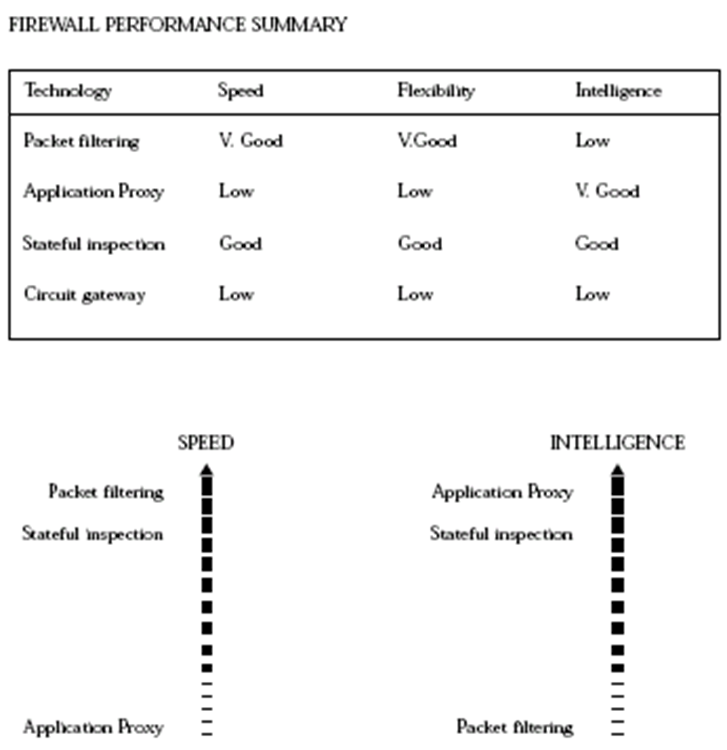 FIREWALL PERFORMANCE SUMMARY
Technology Speed Flexibility Intelligence
Packet filtering V. Good V.Good Low
Application Proxy Low Low V. Good
Stateful inspection Good Good Good
Circuit gateway Low Low Low
SPEED INTELLIGENCE
Packet filtering Application Proxy
Stateful inspection Stateful inspection
Application Proxy Packet filtering